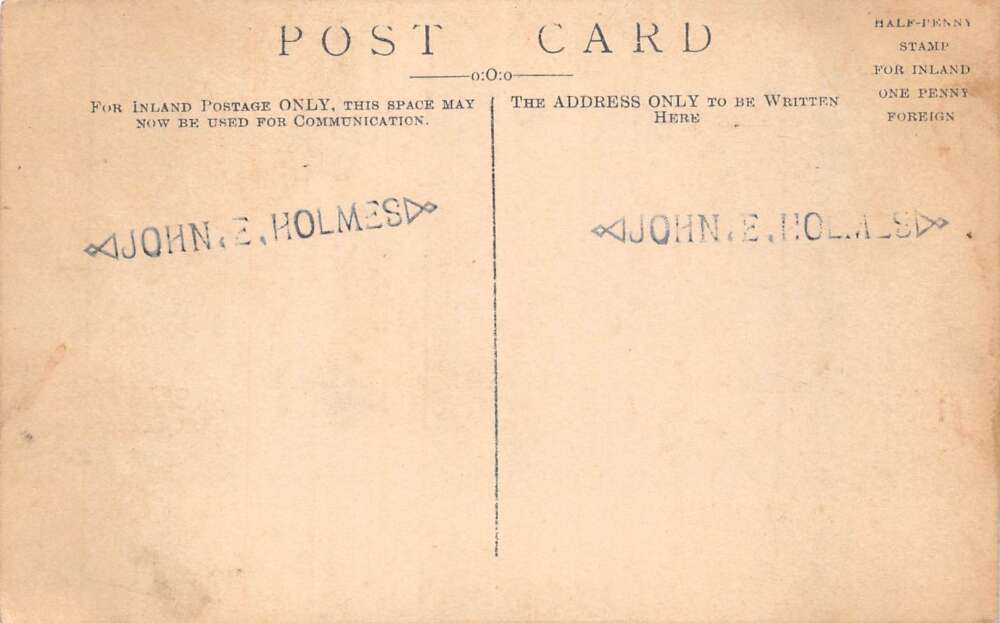 POST CARD
o:O:o
FOR INLAND POSTAGE ONLY, THIS SPACE MAY
NOW BE USED FOR COMMUNICATION.
THE ADDRESS ONLY TO BE WRITTEN
HERE
HALF-PENNY
STAMP
FOR INLAND
ONE PENNY
FOREIGN
JOHN. E. HOLMES
JOHN. E. HOLMES